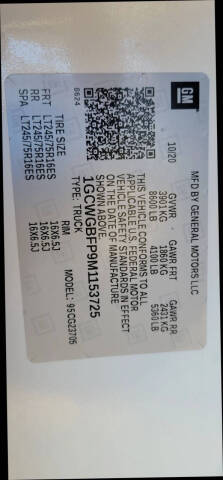 GM
MFD BY GENERAL MOTORS LLC
10/20
GVWR GAWR FRT GAWR RR
3901 KG 1860 KG 2431 KG
8600 LB 4100 LB 5360 LB
THIS VEHICLE CONFORMS TO ALL
APPLICABLE U.S. FEDERAL MOTOR
VEHICLE SAFETY STANDARDS IN EFFECT
ON THE DATE OF MANUFACTURE
SHOWN ABOVE.
1GCWGBFP9M1153725
TYPE: TRUCK MODEL: 95CG23705
8624
TIRE SIZE RIM
FRT LT245/75R16ES 16X6.5J
RR LT245/75R16ES 16X6.5J
SPA LT245/75R16ES 16X6.5J